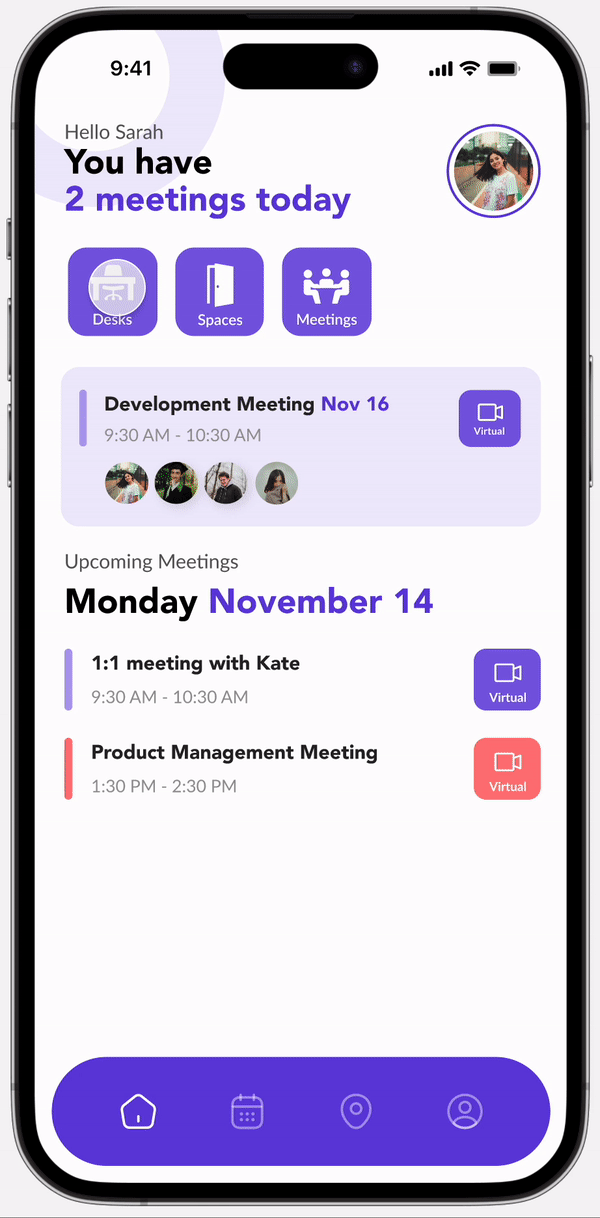 9:41
Hello Sarah
You have
2 meetings today
Desks
Spaces
Meetings
Development Meeting Nov 16
9:30 AM - 10:30 AM
Virtual
Upcoming Meetings
Monday November 14
1:1 meeting with Kate
9:30 AM - 10:30 AM
Virtual
Product Management Meeting
1:30 PM - 2:30 PM
Virtual